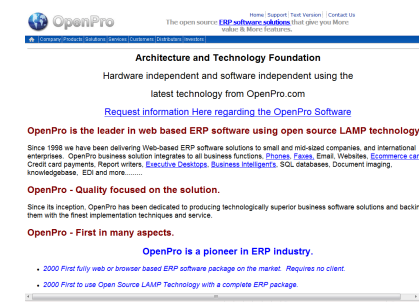 OpenPro
Home | Support | Text Version | Contact Us
The open source ERP software solutions that give you More
value & More features.
Company | Products | Solutions | Services | Customers | Distributors | Investors |
Architecture and Technology Foundation
Hardware independent and software independent using the
latest technology from OpenPro.com
Request information Here regarding the OpenPro Software
OpenPro is the leader in web based ERP software using open source LAMP technology
Since 1998 we have been delivering Web-based ERP software solutions to small and mid-sized companies, and international
enterprises. OpenPro business solution integrates to all business functions, Phones, Faxes, Email, Websites, Ecommerce car
Credit card payments, Report writers, Executive Desktops, Business Intelligent's, SQL databases, Document imaging,
knowledgebase, EDI and more.........
OpenPro - Quality focused on the solution.
Since its inception, OpenPro has been dedicated to producing technologically superior business software solutions and backin
them with the finest implementation techniques and service.
OpenPro - First in many aspects.
OpenPro is a pioneer in ERP industry.
• 2000 First fully web or browser based ERP software package on the market. Requires no client.
• 2000 First to use Open Source LAMP Technology with a complete ERP package.